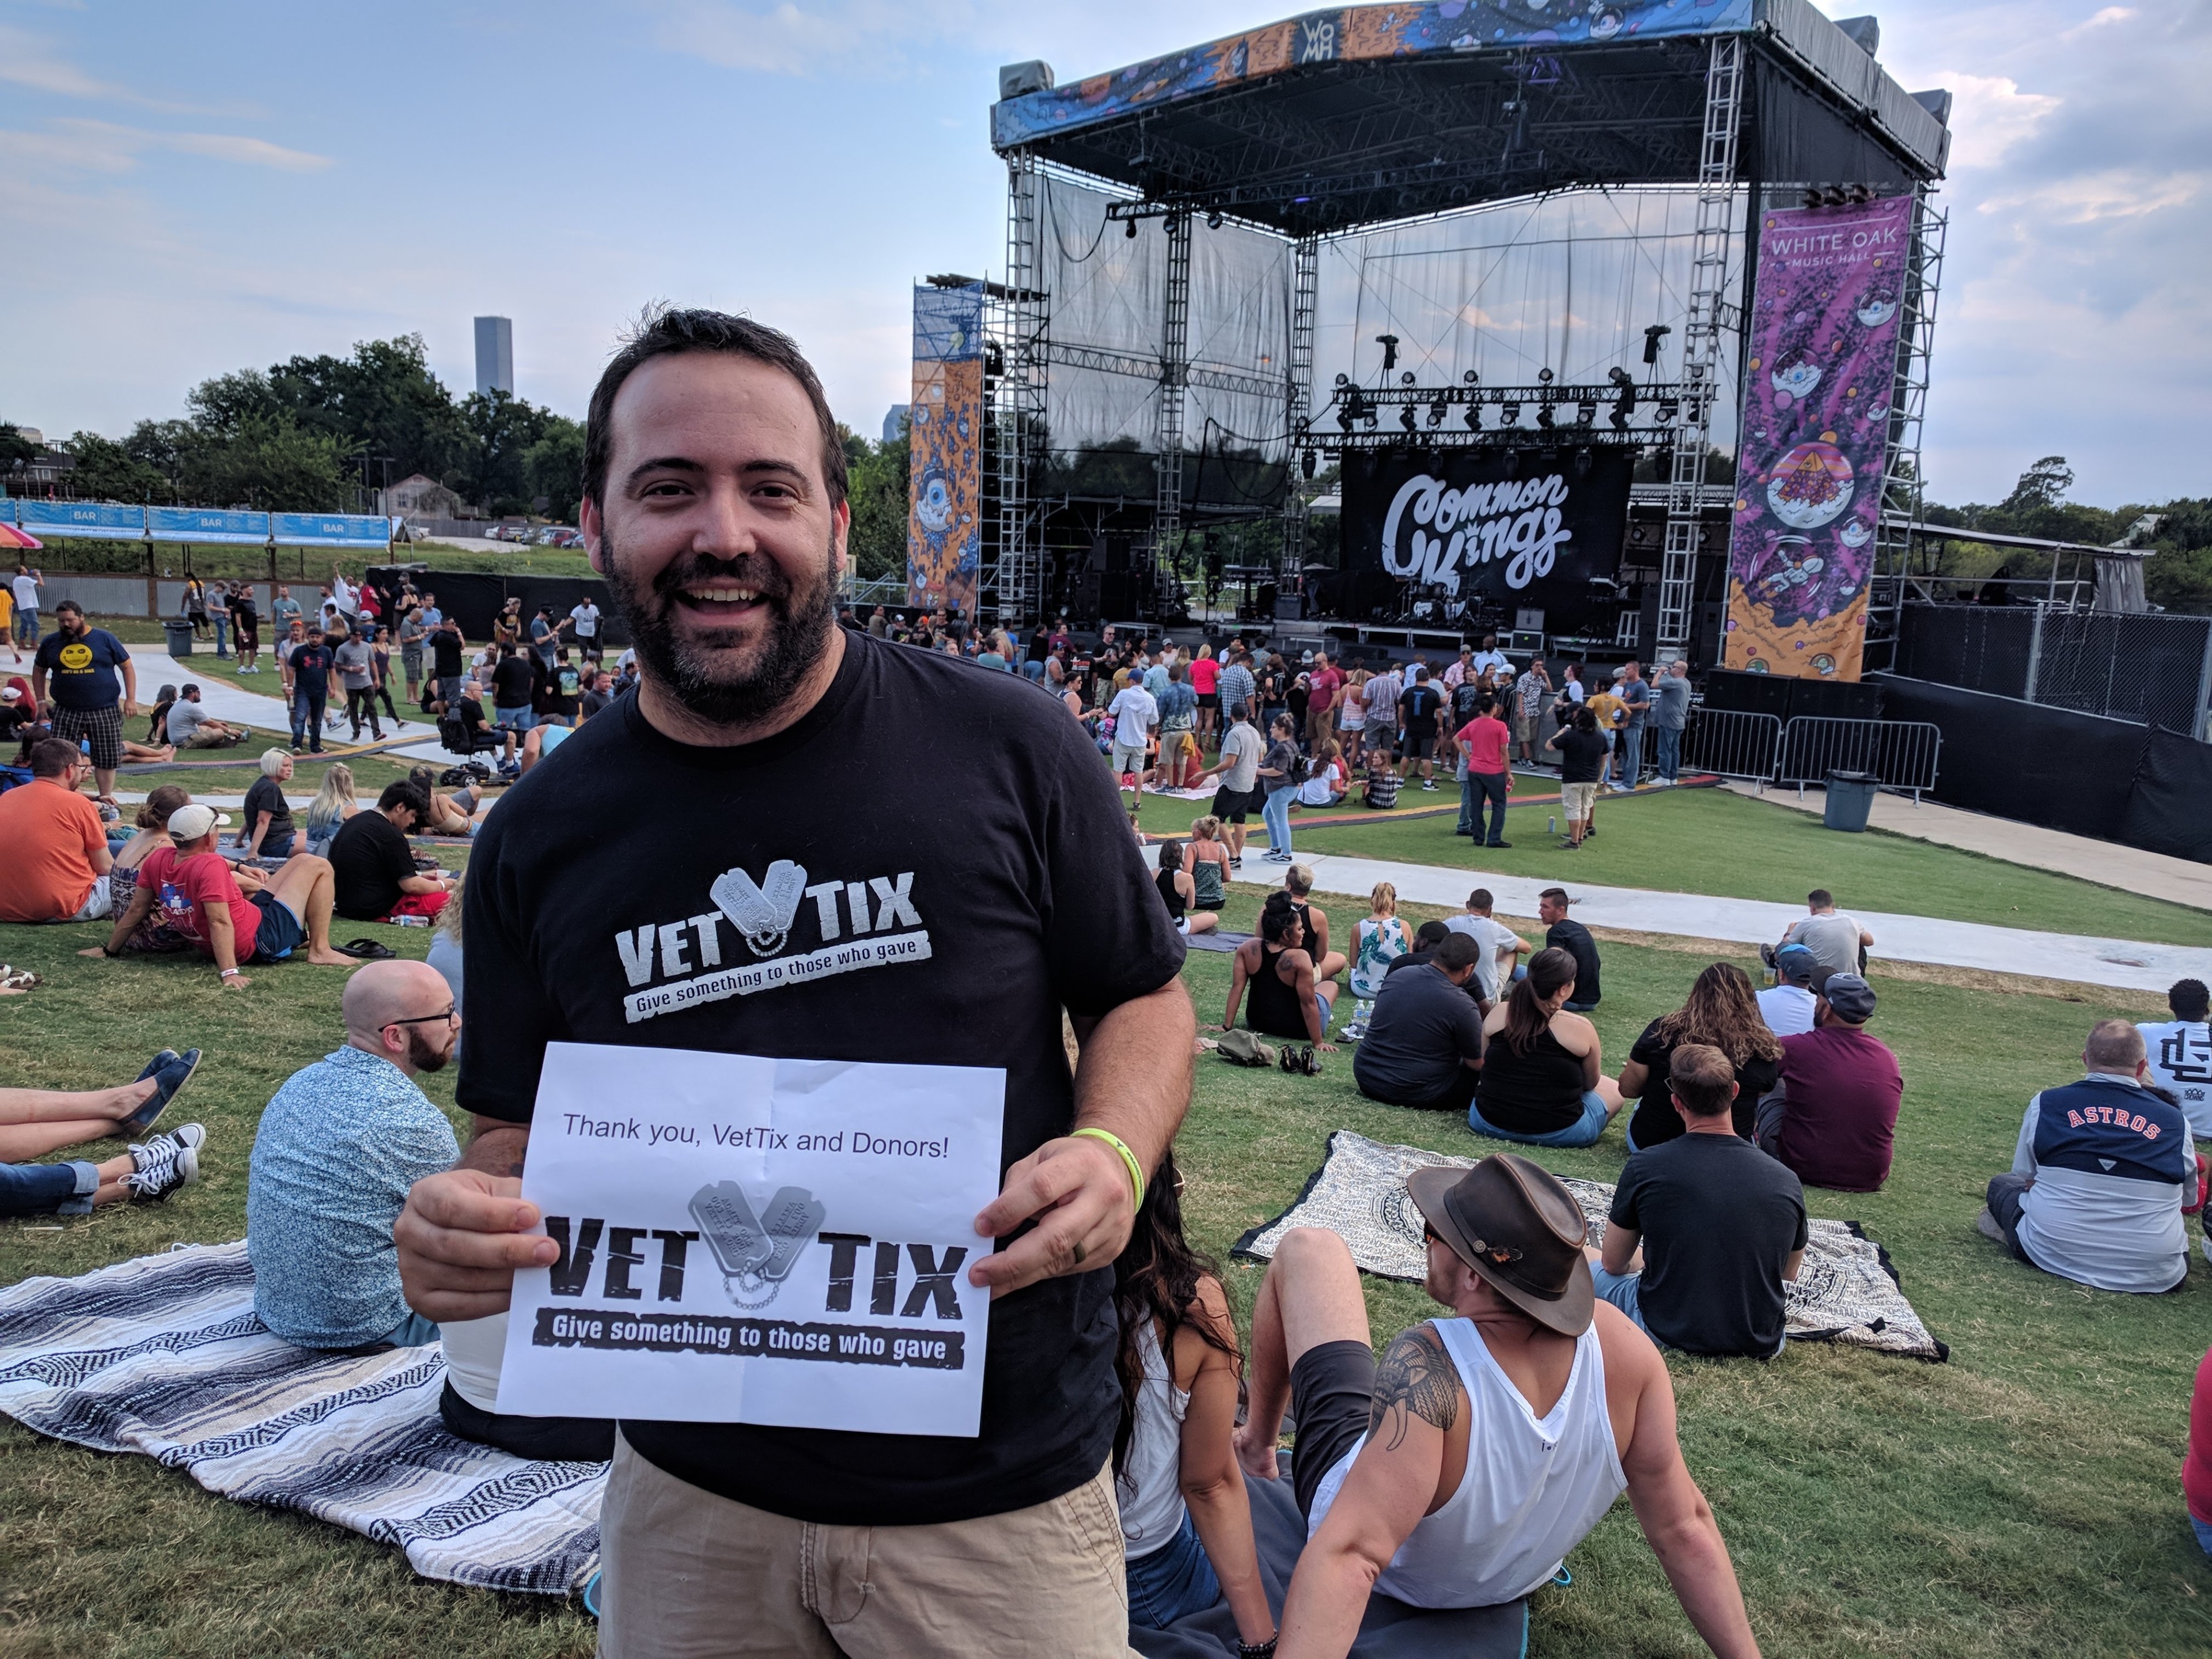 WOMH
WHITE OAK
MUSIC HALL
Common
Kings
BAR
BAR
BAR
VET TIX
Give something to those who gave
Thank you, VetTix and Donors!
VET TIX
Give something to those who gave
ASTROS